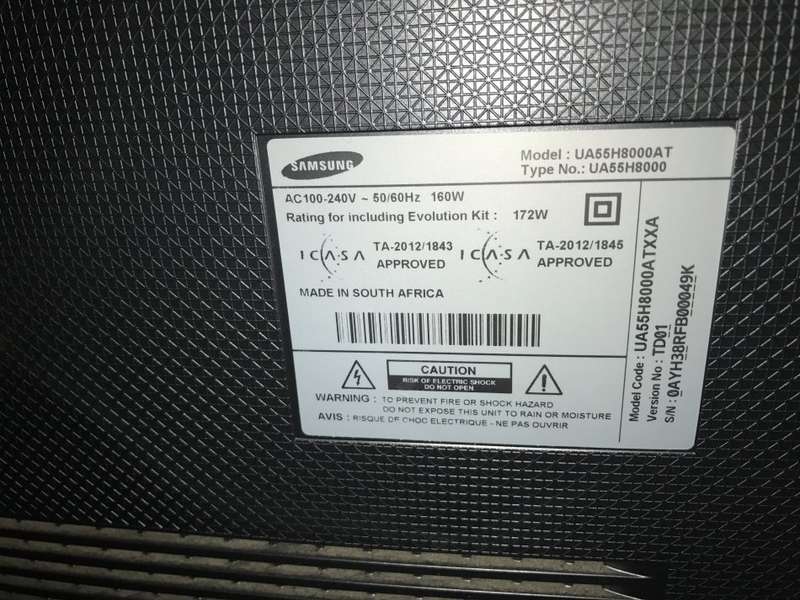 SAMSUNG
Model : UA55H8000AT
Type No.: UA55H8000
AC100-240V ~ 50/60Hz 160W
Rating for including Evolution Kit : 172W
ICASA TA-2012/1843 APPROVED
ICASA TA-2012/1845 APPROVED
MADE IN SOUTH AFRICA
CAUTION
RISK OF ELECTRIC SHOCK
DO NOT OPEN
WARNING : TO PREVENT FIRE OR SHOCK HAZARD
DO NOT EXPOSE THIS UNIT TO RAIN OR MOISTURE
AVIS : RISQUE DE CHOC ELECTRIQUE - NE PAS OUVRIR
Model Code : UA55H8000ATXXA
Version No : TD01
S/N : 0AYH38RFB00049K